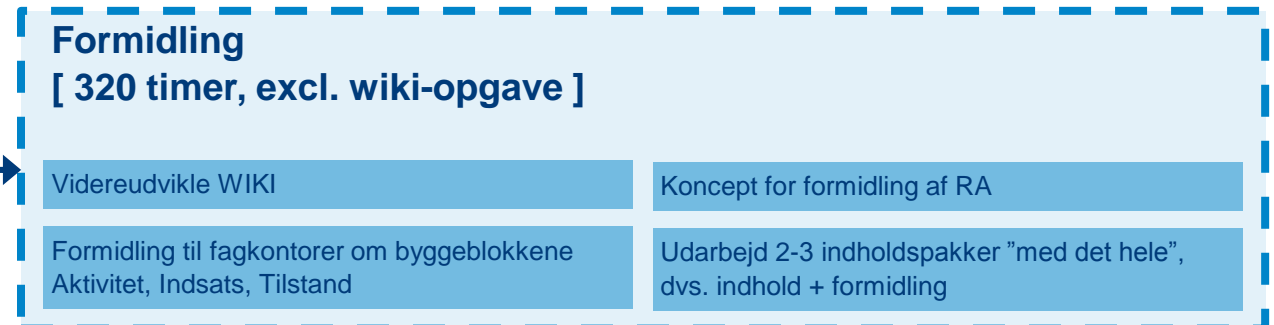 Formidling
[ 320 timer, excl. wiki-opgave ]
Videreudvikle WIKI
Koncept for formidling af RA
Formidling til fagkontorer om byggeblokkene
Aktivitet, Indsats, Tilstand
Udarbejd 2-3 indholdspakker ”med det hele”,
dvs. indhold + formidling